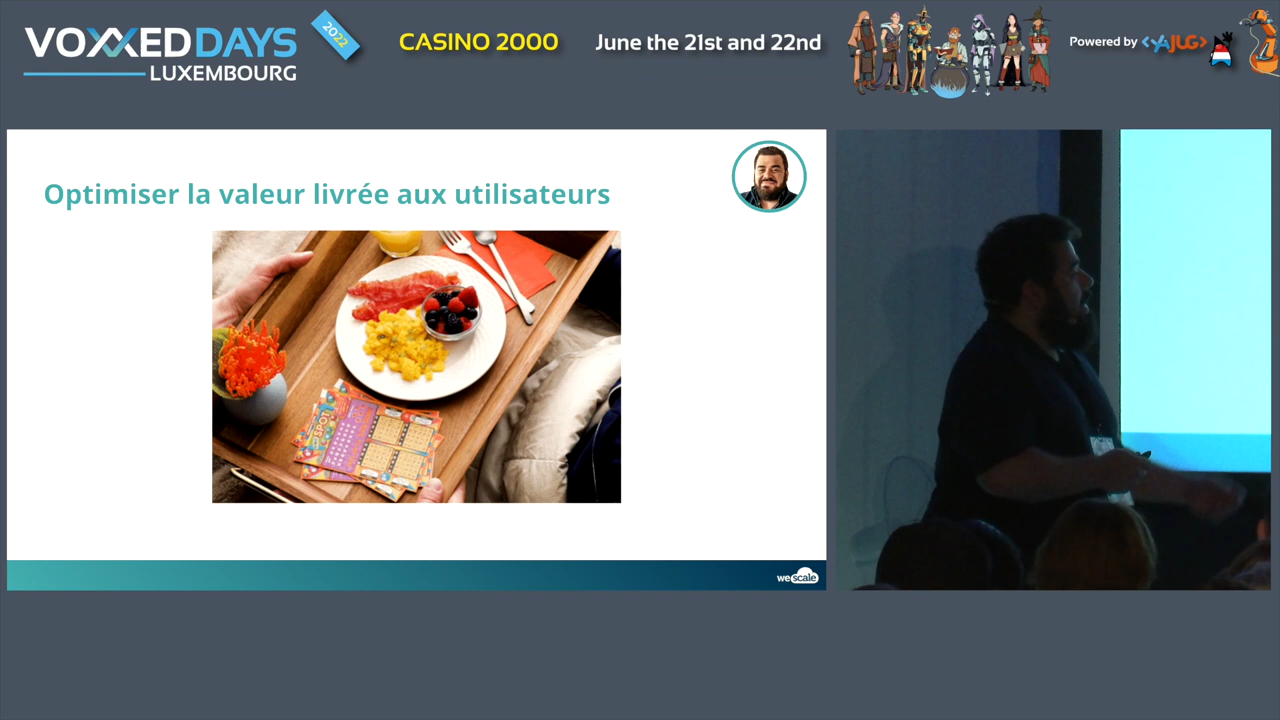 VOXXEDDAYS
LUXEMBOURG
2022
CASINO 2000
June the 21st and 22nd
Powered by <YAJUG>
Optimiser la valeur livrée aux utilisateurs
SPOT
wescale